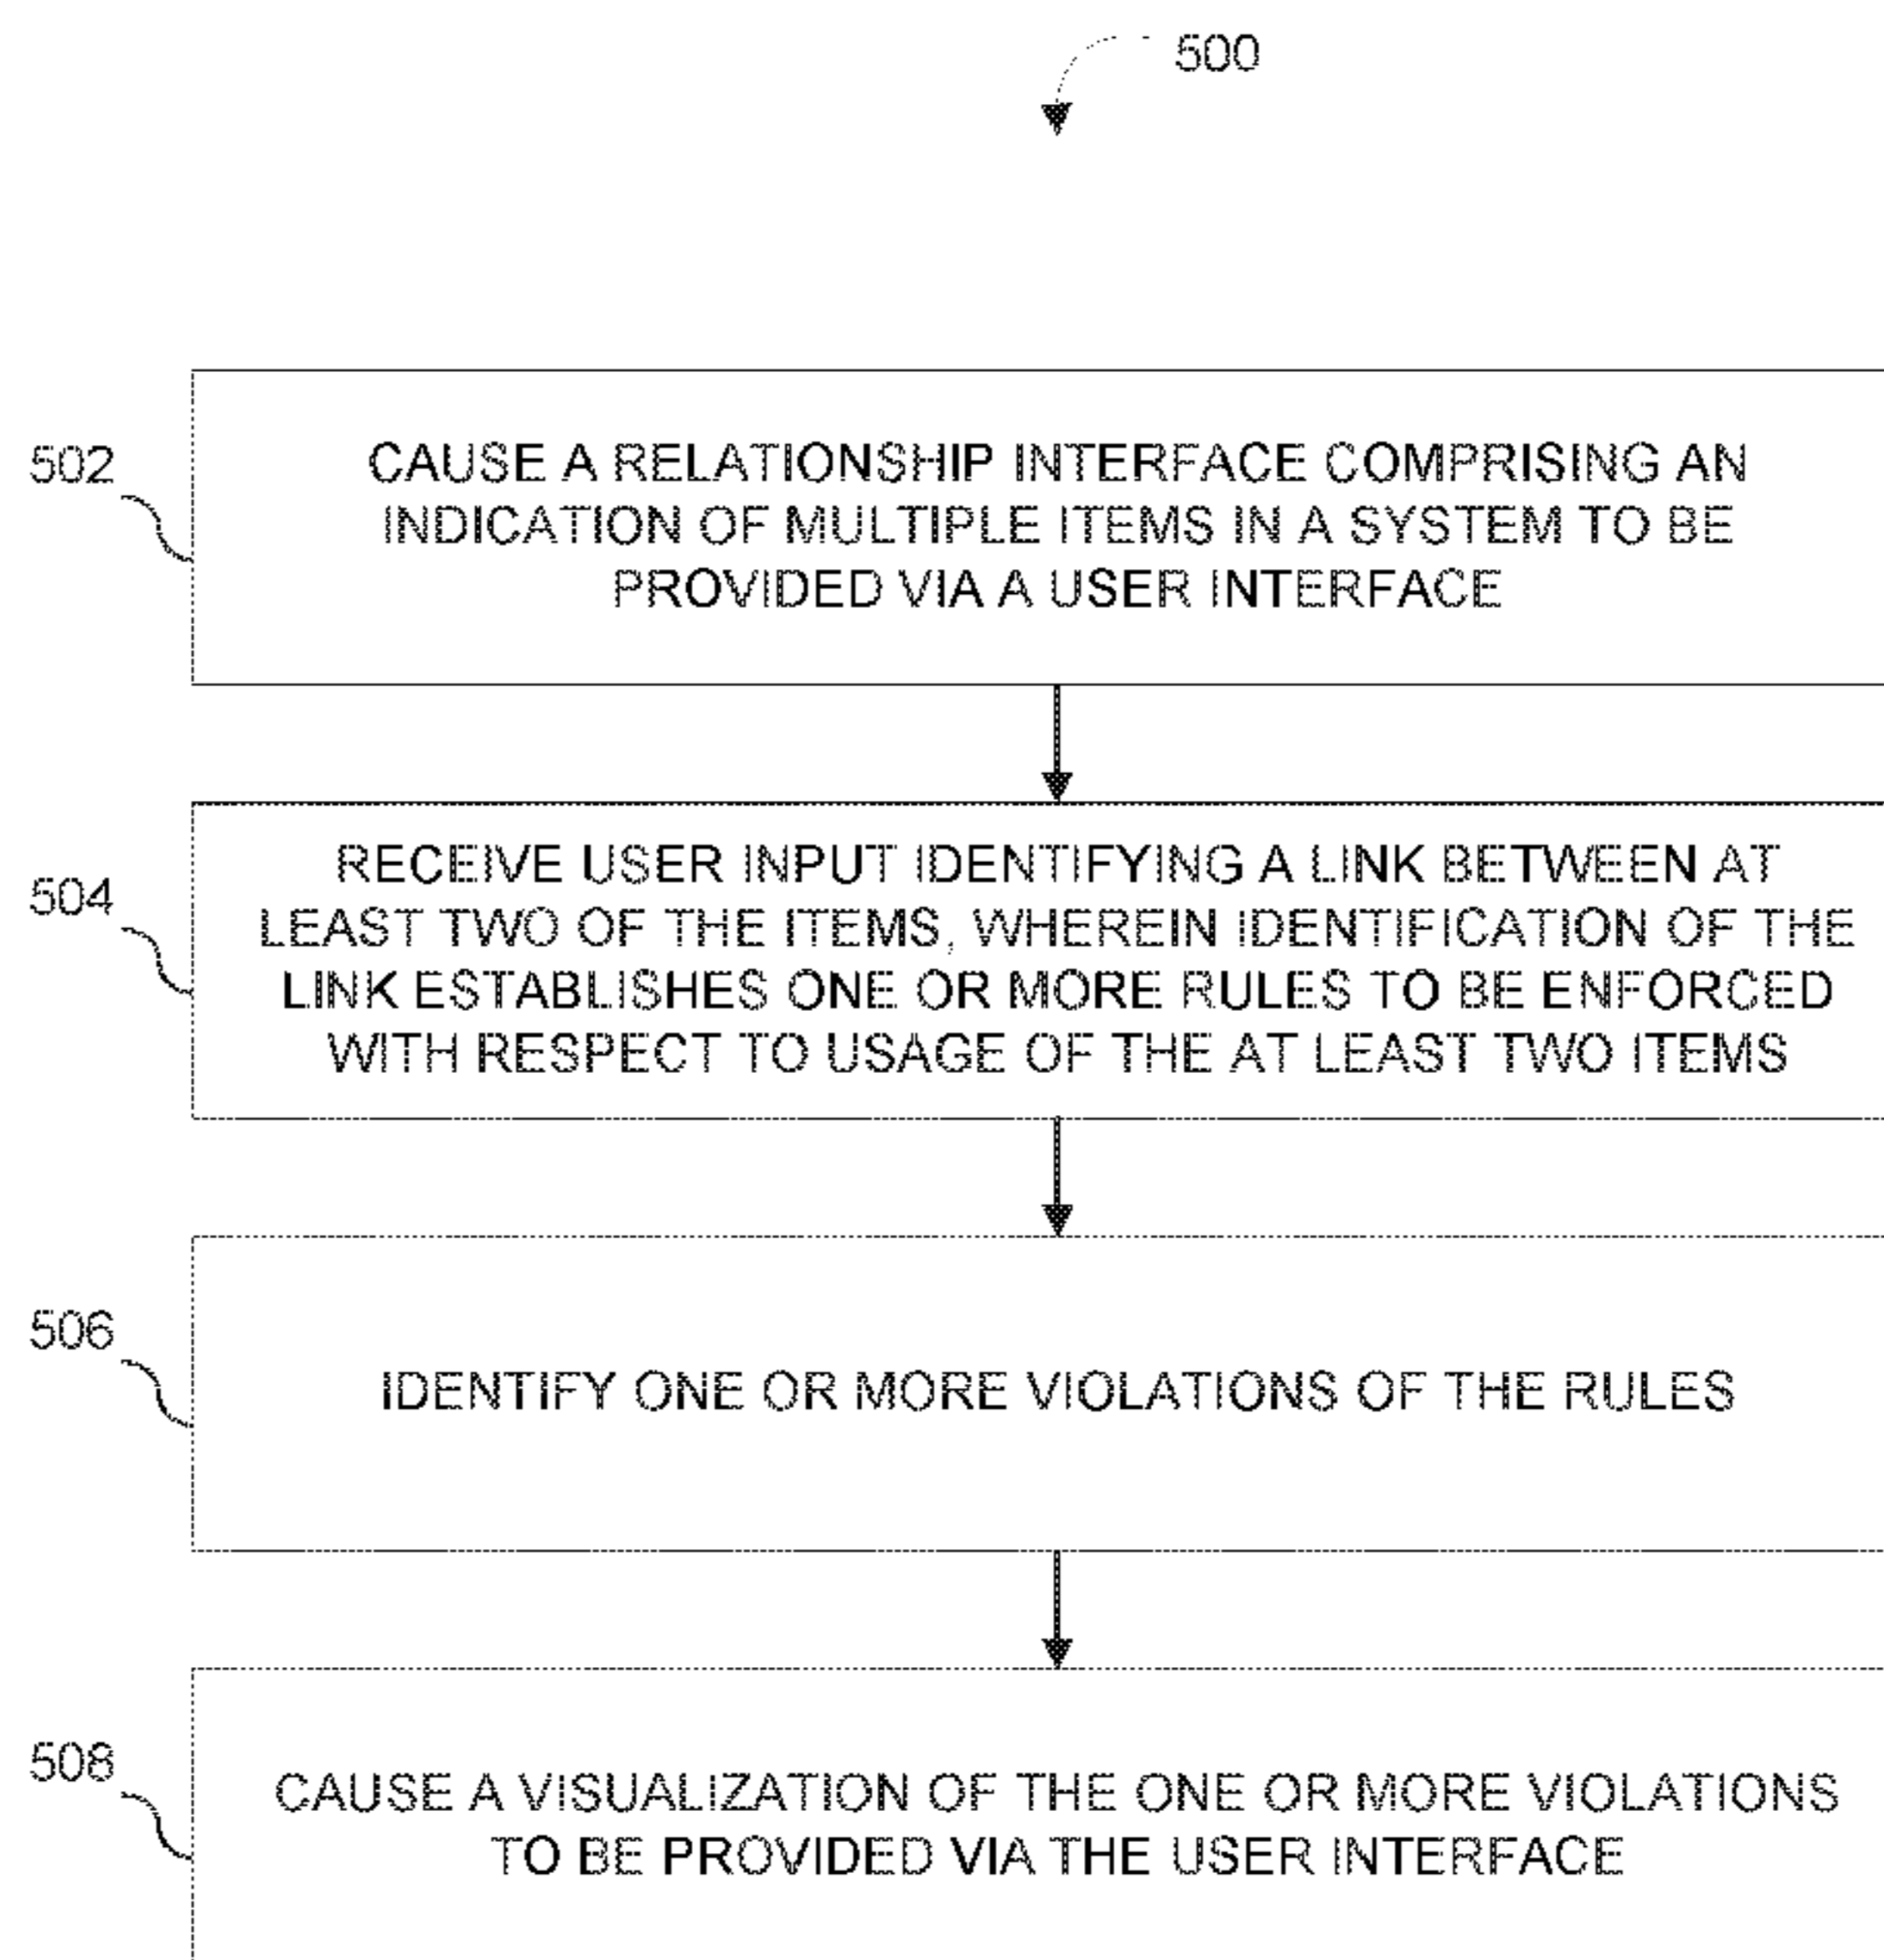 500
502
CAUSE A RELATIONSHIP INTERFACE COMPRISING AN
INDICATION OF MULTIPLE ITEMS IN A SYSTEM TO BE
PROVIDED VIA A USER INTERFACE
504
RECEIVE USER INPUT IDENTIFYING A LINK BETWEEN AT
LEAST TWO OF THE ITEMS, WHEREIN IDENTIFICATION OF THE
LINK ESTABLISHES ONE OR MORE RULES TO BE ENFORCED
WITH RESPECT TO USAGE OF THE AT LEAST TWO ITEMS
506
IDENTIFY ONE OR MORE VIOLATIONS OF THE RULES
508
CAUSE A VISUALIZATION OF THE ONE OR MORE VIOLATIONS
TO BE PROVIDED VIA THE USER INTERFACE